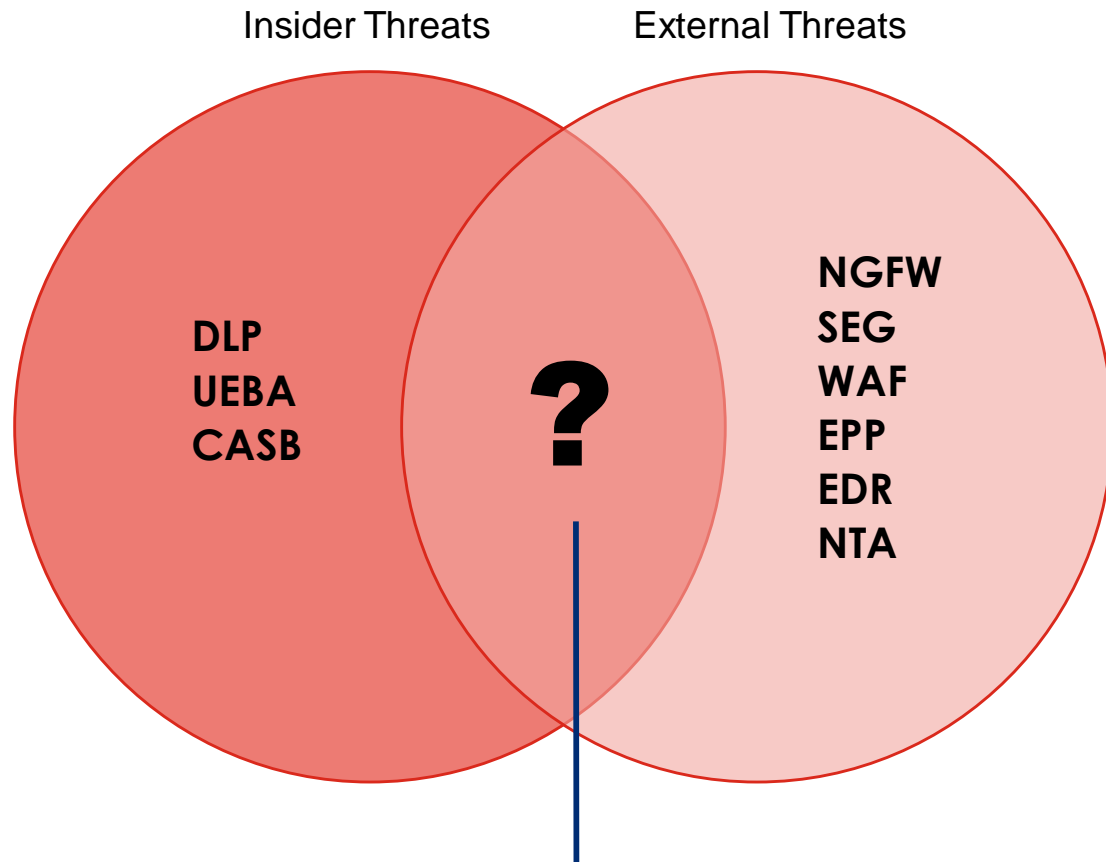 Insider Threats
External Threats
DLP
UEBA
CASB
?
NGFW
SEG
WAF
EPP
EDR
NTA